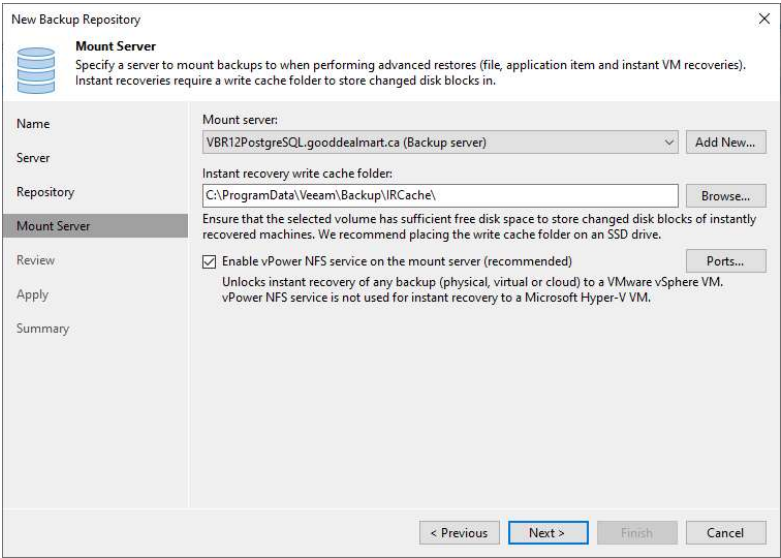 New Backup Repository
Mount Server
Specify a server to mount backups to when performing advanced restores (file, application item and instant VM recoveries).
Instant recoveries require a write cache folder to store changed disk blocks in.
Name
Server
Repository
Mount Server
Review
Apply
Summary
Mount server:
VBR12PostgreSQL.gooddealmart.ca (Backup server)
Add New...
Instant recovery write cache folder:
C:\ProgramData\Veeam\Backup\IRCache\
Browse...
Ensure that the selected volume has sufficient free disk space to store changed disk blocks of instantly
recovered machines. We recommend placing the write cache folder on an SSD drive.
Enable vPower NFS service on the mount server (recommended)
Ports...
Unlocks instant recovery of any backup (physical, virtual or cloud) to a VMware vSphere VM.
vPower NFS service is not used for instant recovery to a Microsoft Hyper-V VM.
< Previous
Next >
Finish
Cancel